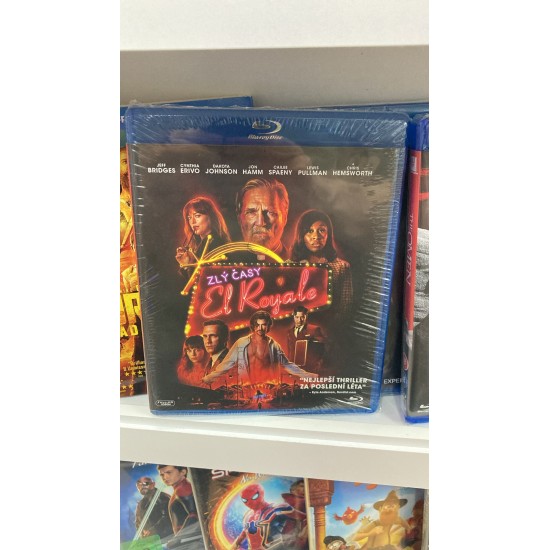 Blu-ray Disc
JEFF BRIDGES
CYNTHIA ERIVO
DAKOTA JOHNSON
JON HAMM
CAILEE SPAENY
LEWIS PULLMAN
CHRIS HEMSWORTH
ZLÝ ČASY
El Royale
"NEJLEPŠÍ THRILLER
ZA POSLEDNÍ LÉTA"
EXPER